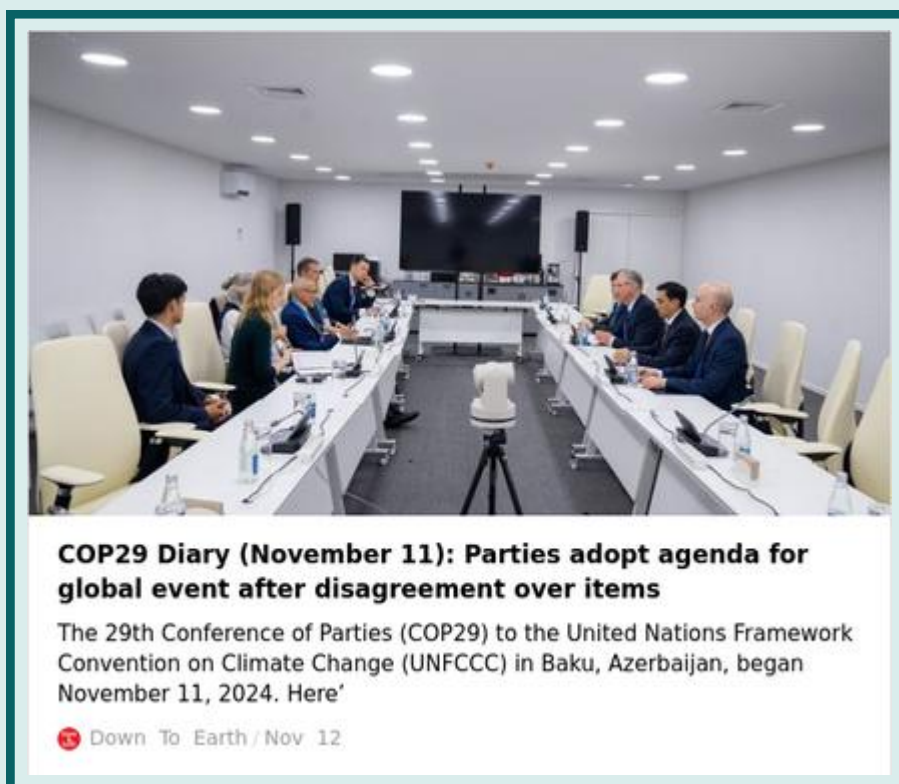 COP29 Diary (November 11): Parties adopt agenda for
global event after disagreement over items
The 29th Conference of Parties (COP29) to the United Nations Framework
Convention on Climate Change (UNFCCC) in Baku, Azerbaijan, began
November 11, 2024. Here’
Down To Earth / Nov 12